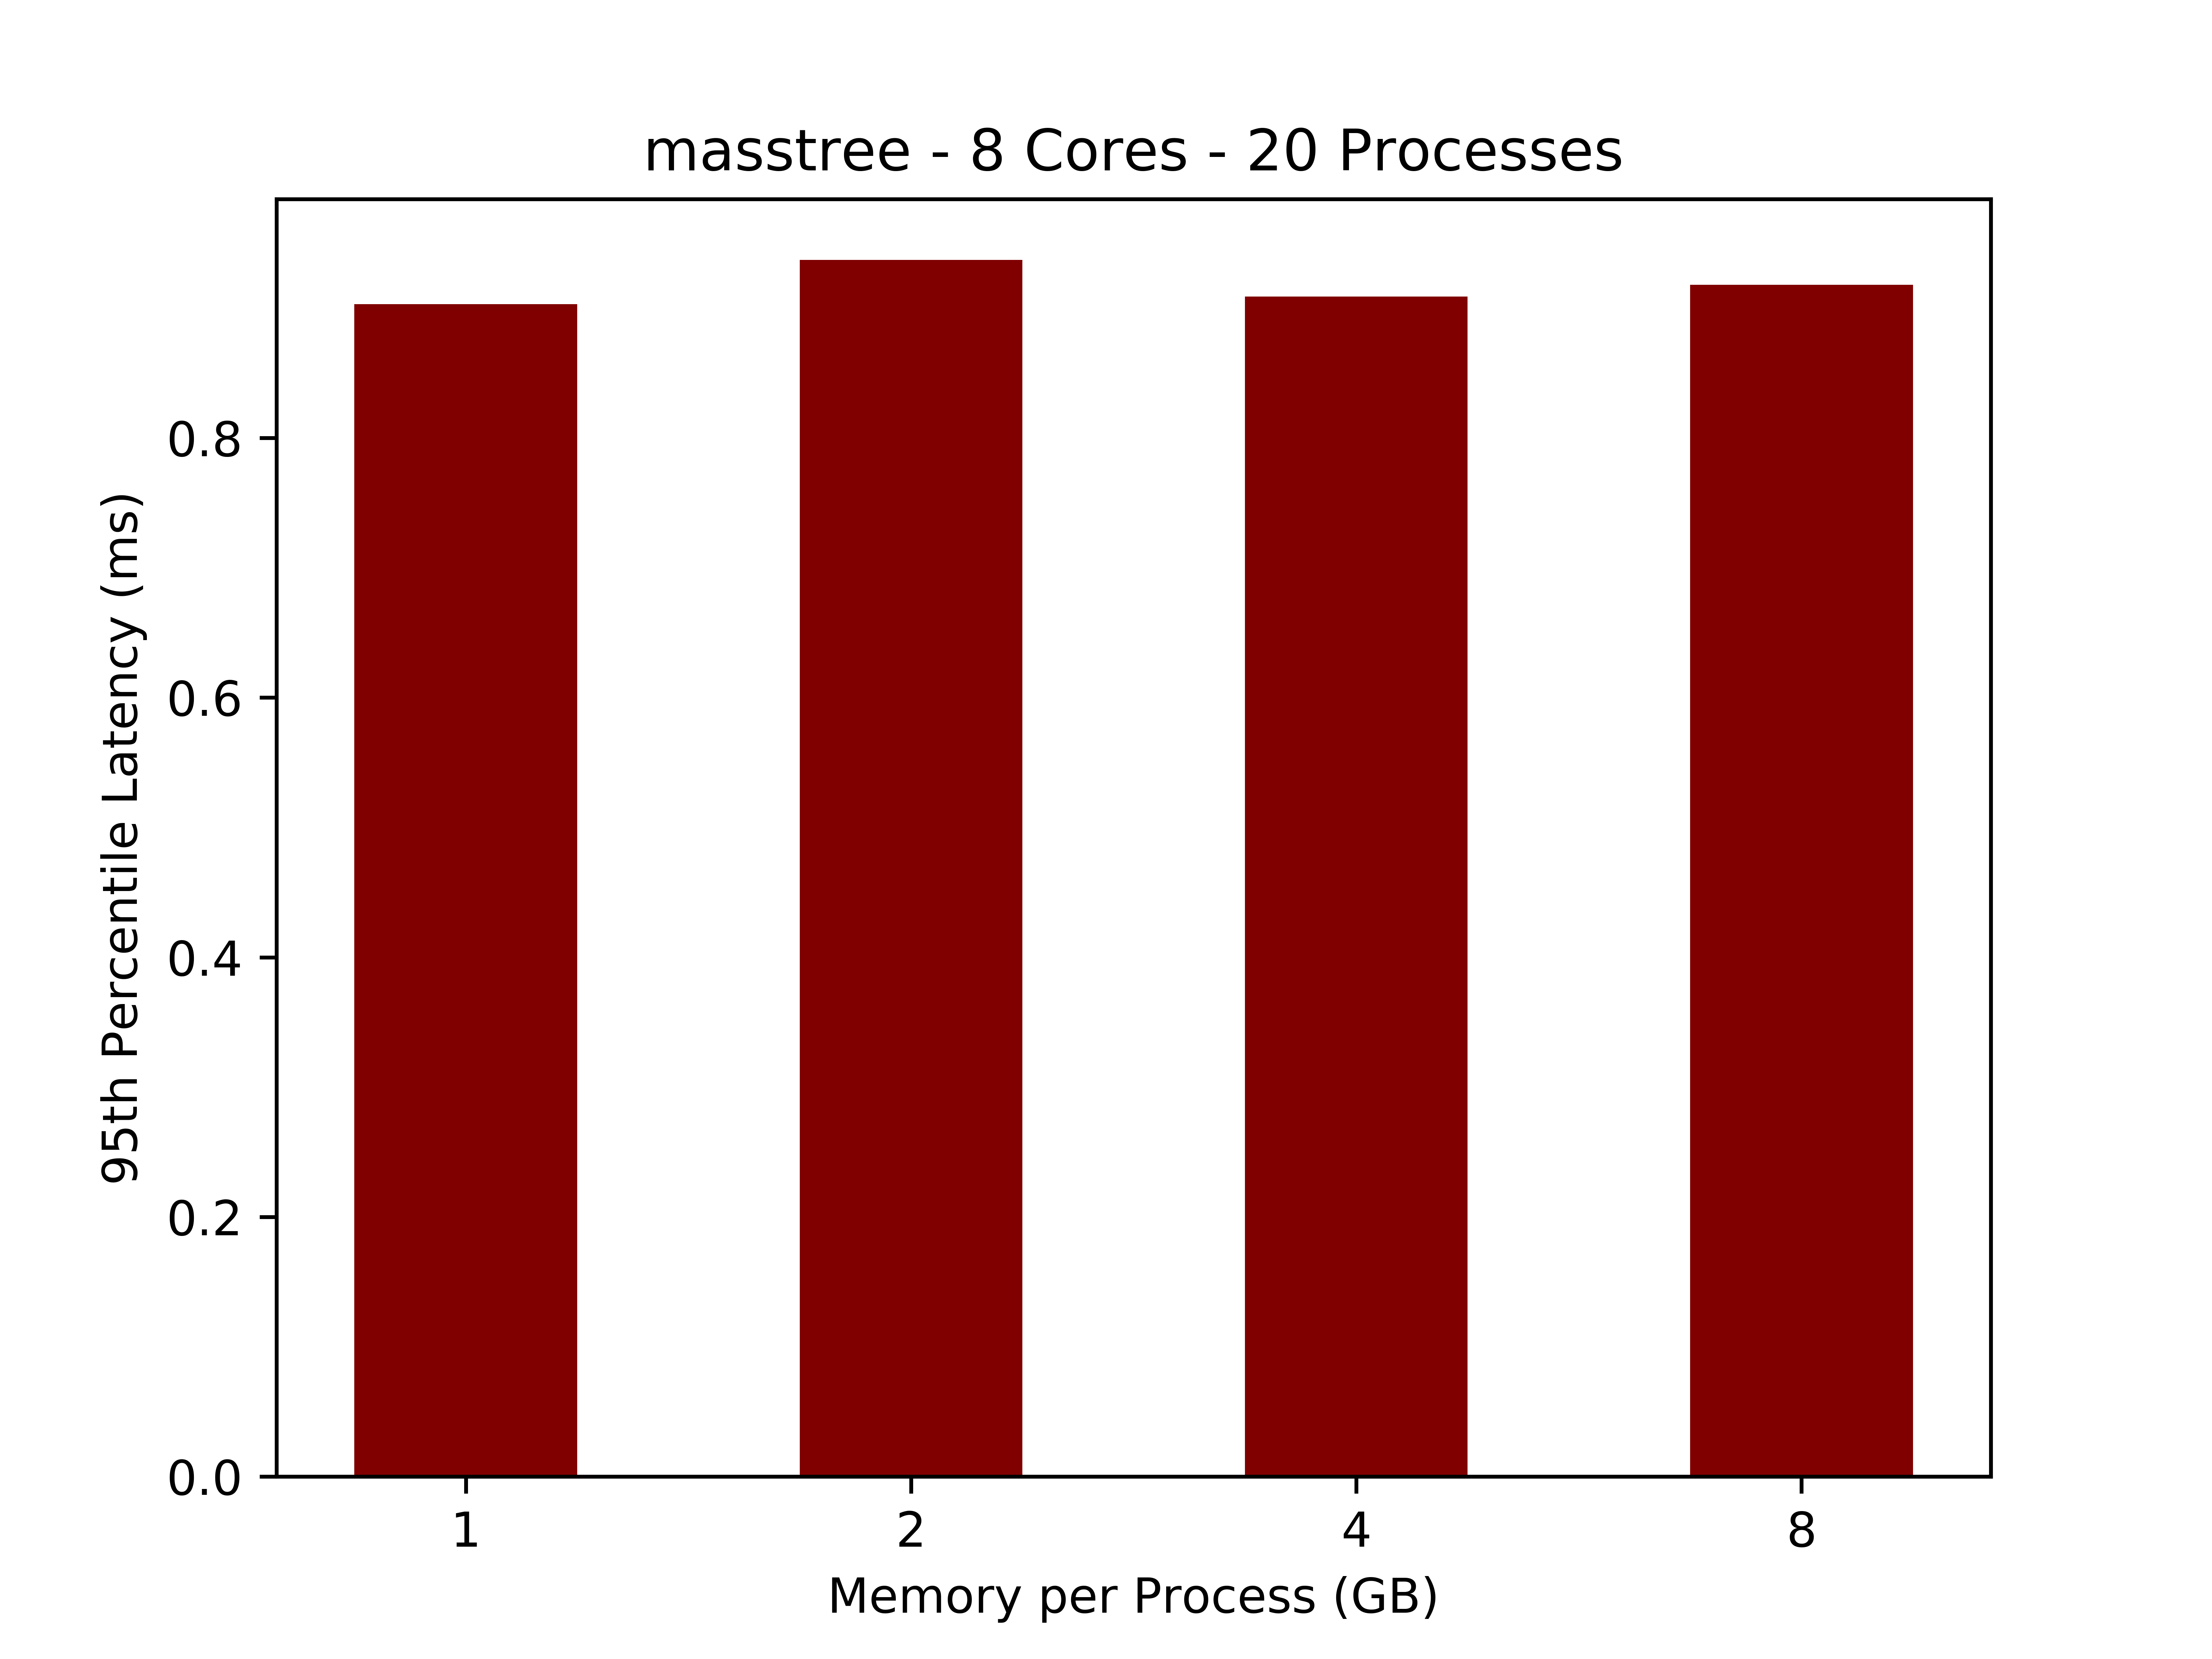 masstree - 8 Cores - 20 Processes
95th Percentile Latency (ms)
0.8
0.6
0.4
0.2
0.0
1 2 4 8
Memory per Process (GB)